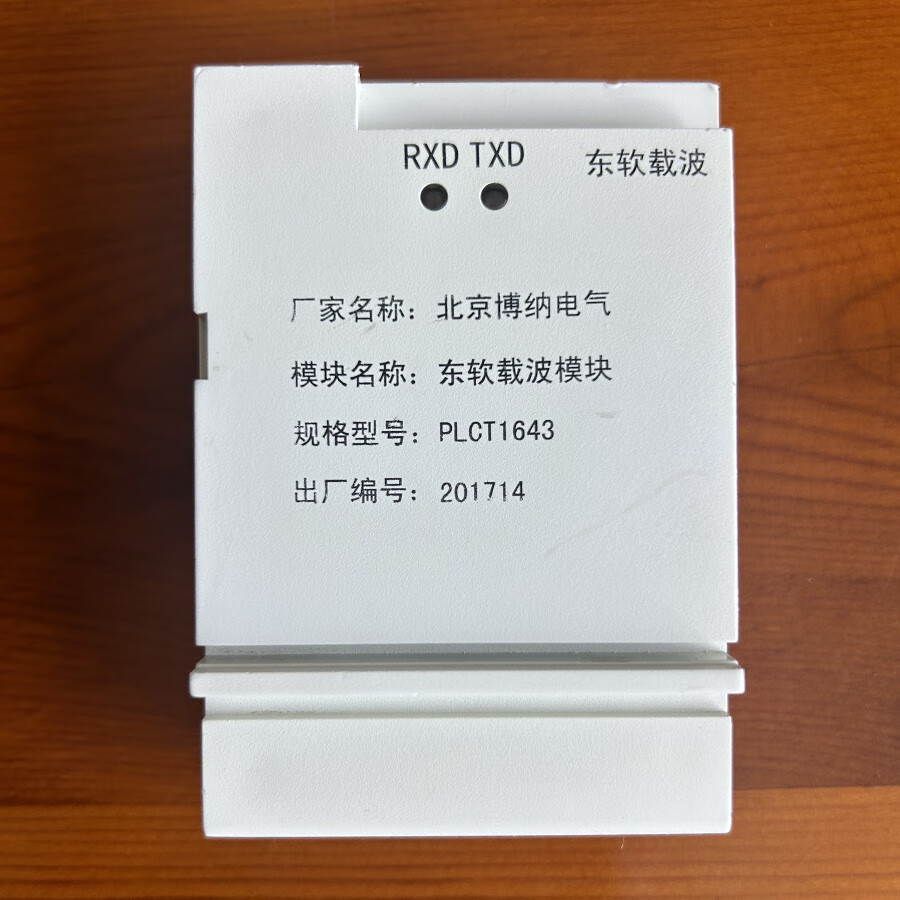 RXD TXD 东软载波
厂家名称：北京博纳电气
模块名称：东软载波模块
规格型号：PLCT1643
出厂编号：201714